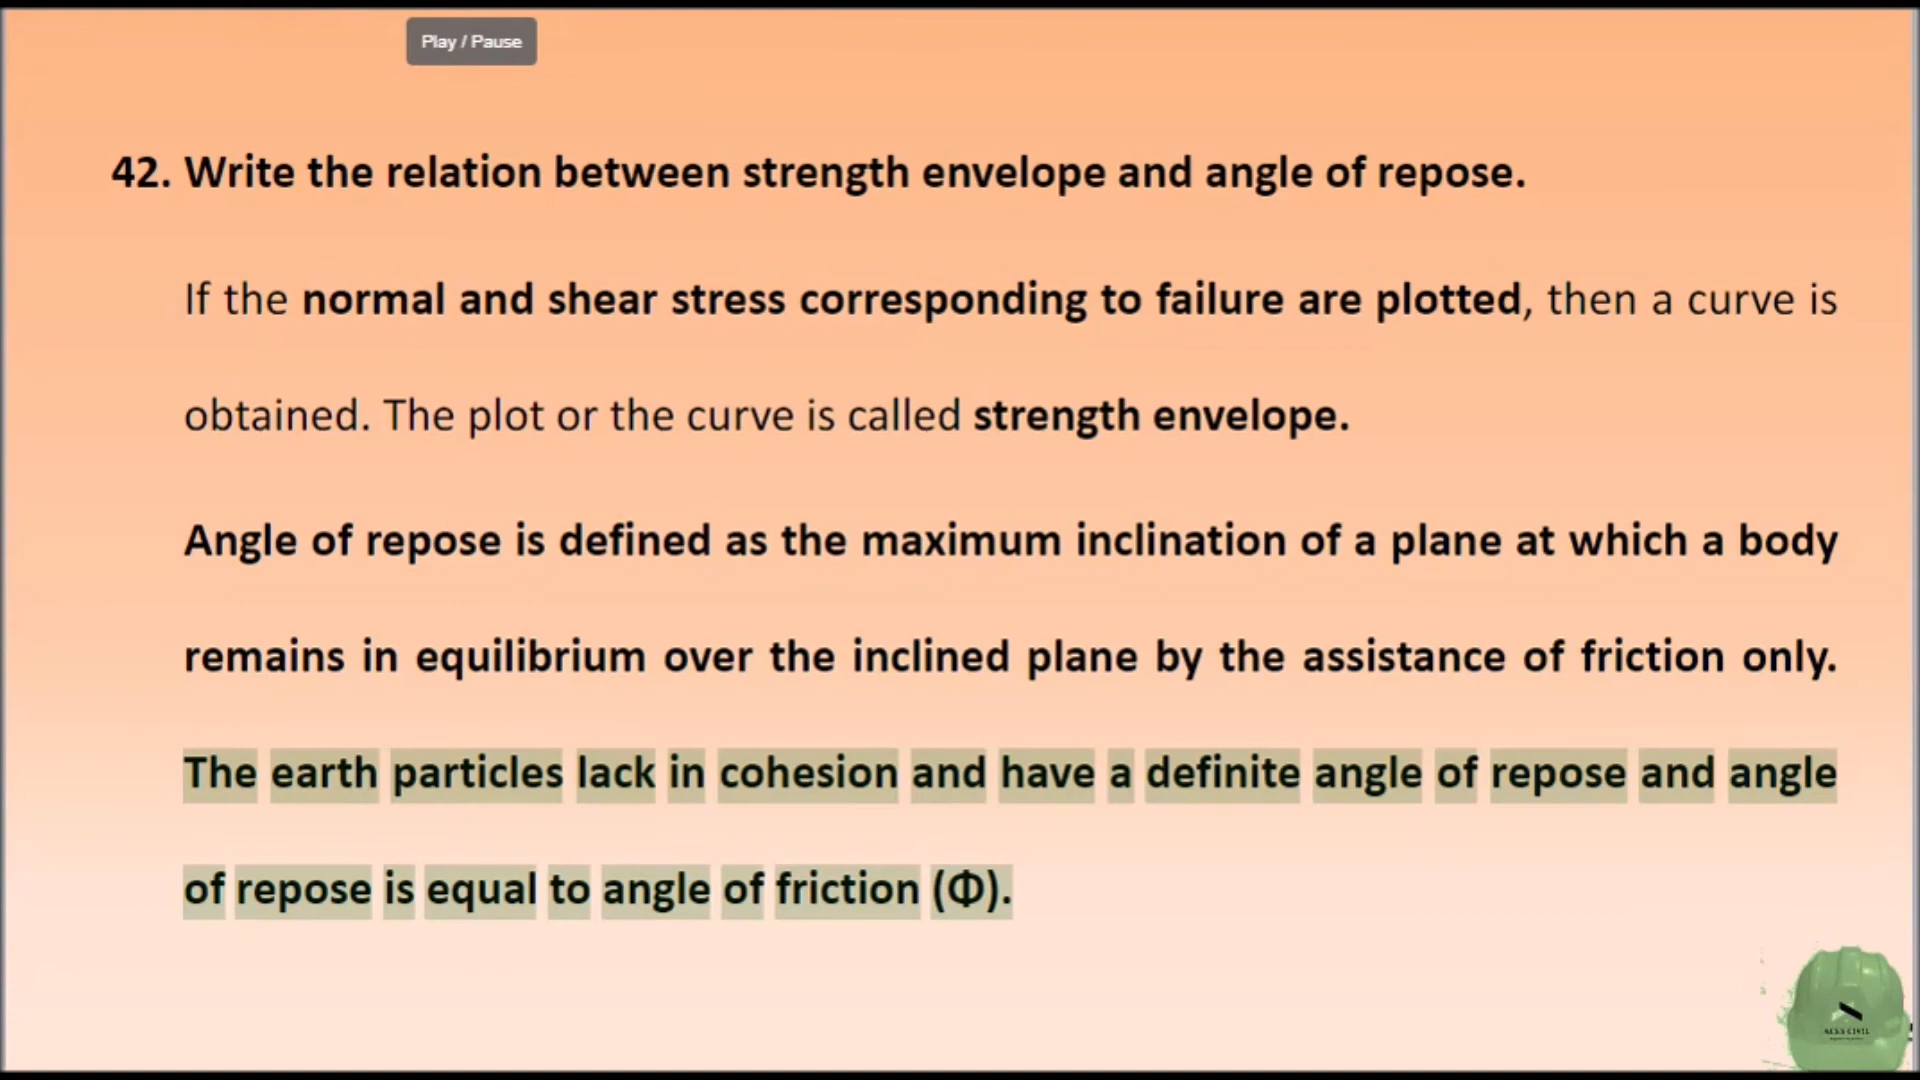 Play / Pause
42. Write the relation between strength envelope and angle of repose.
If the normal and shear stress corresponding to failure are plotted, then a curve is
obtained. The plot or the curve is called strength envelope.
Angle of repose is defined as the maximum inclination of a plane at which a body
remains in equilibrium over the inclined plane by the assistance of friction only.
The earth particles lack in cohesion and have a definite angle of repose and angle
of repose is equal to angle of friction (Φ).